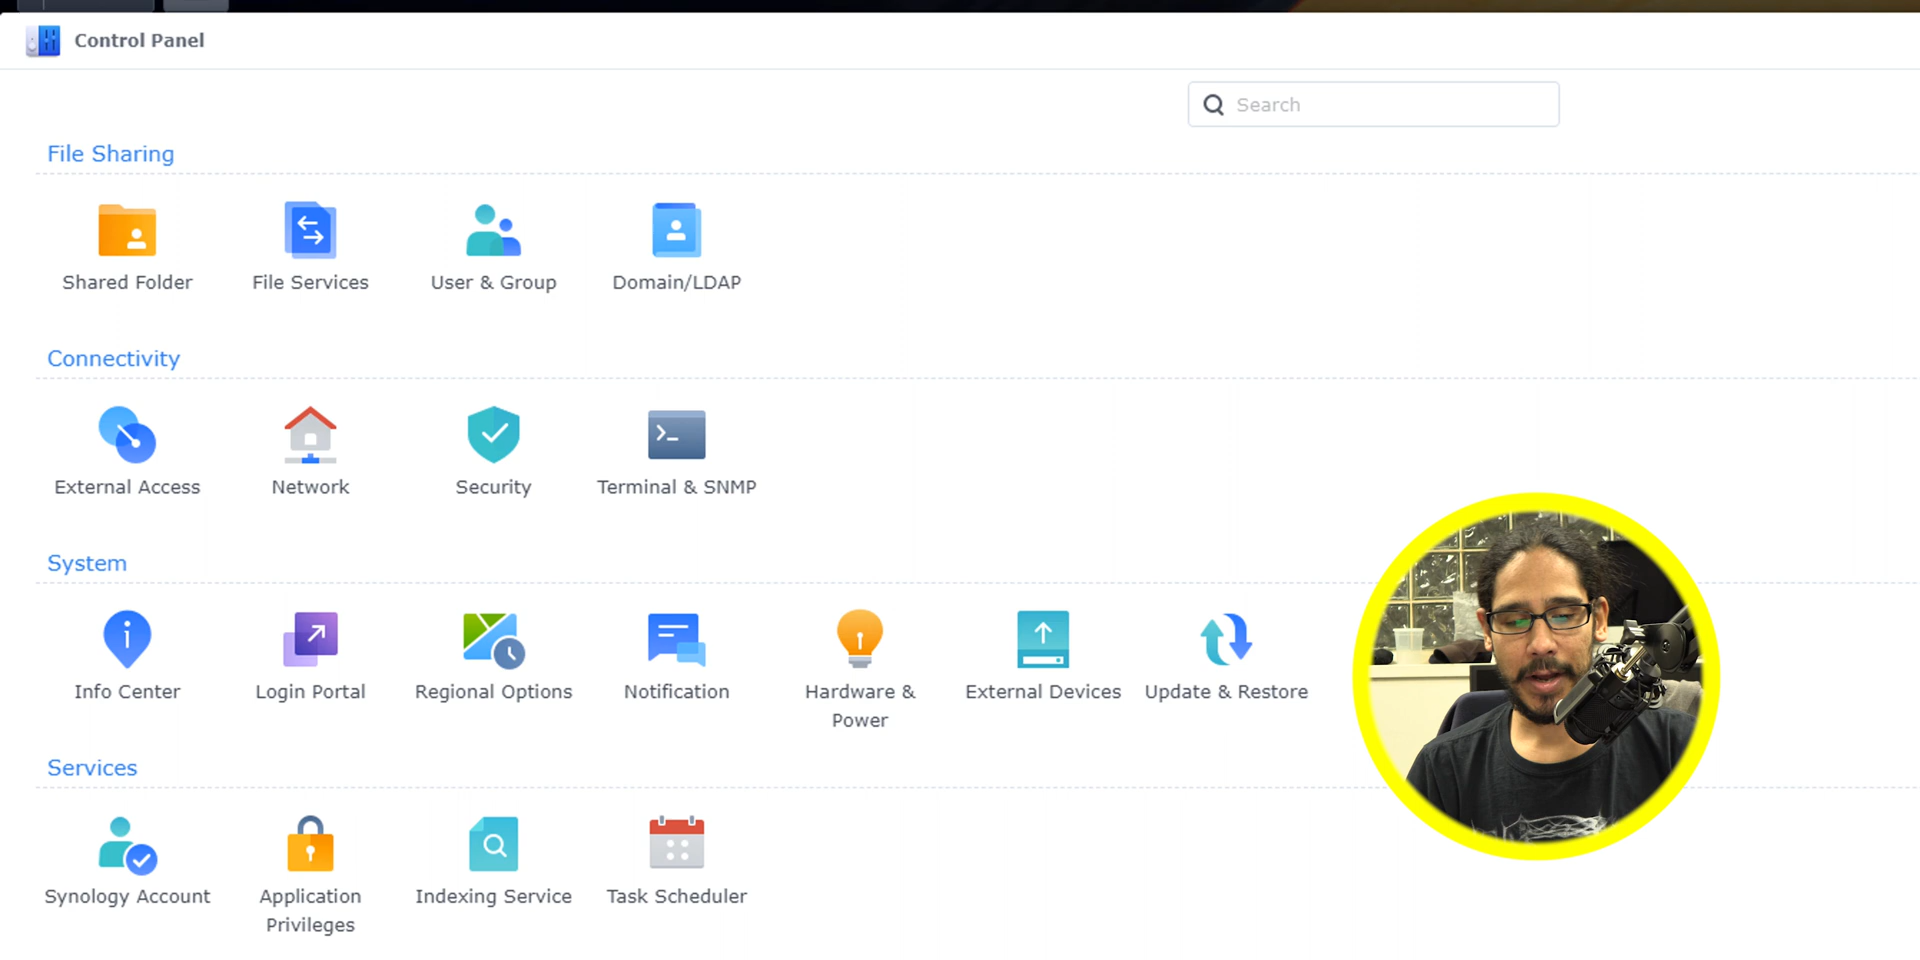 Control Panel
Search
File Sharing
Shared Folder
File Services
User & Group
Domain/LDAP
Connectivity
External Access
Network
Security
Terminal & SNMP
System
Info Center
Login Portal
Regional Options
Notification
Hardware &
Power
External Devices
Update & Restore
Services
Synology Account
Application
Privileges
Indexing Service
Task Scheduler